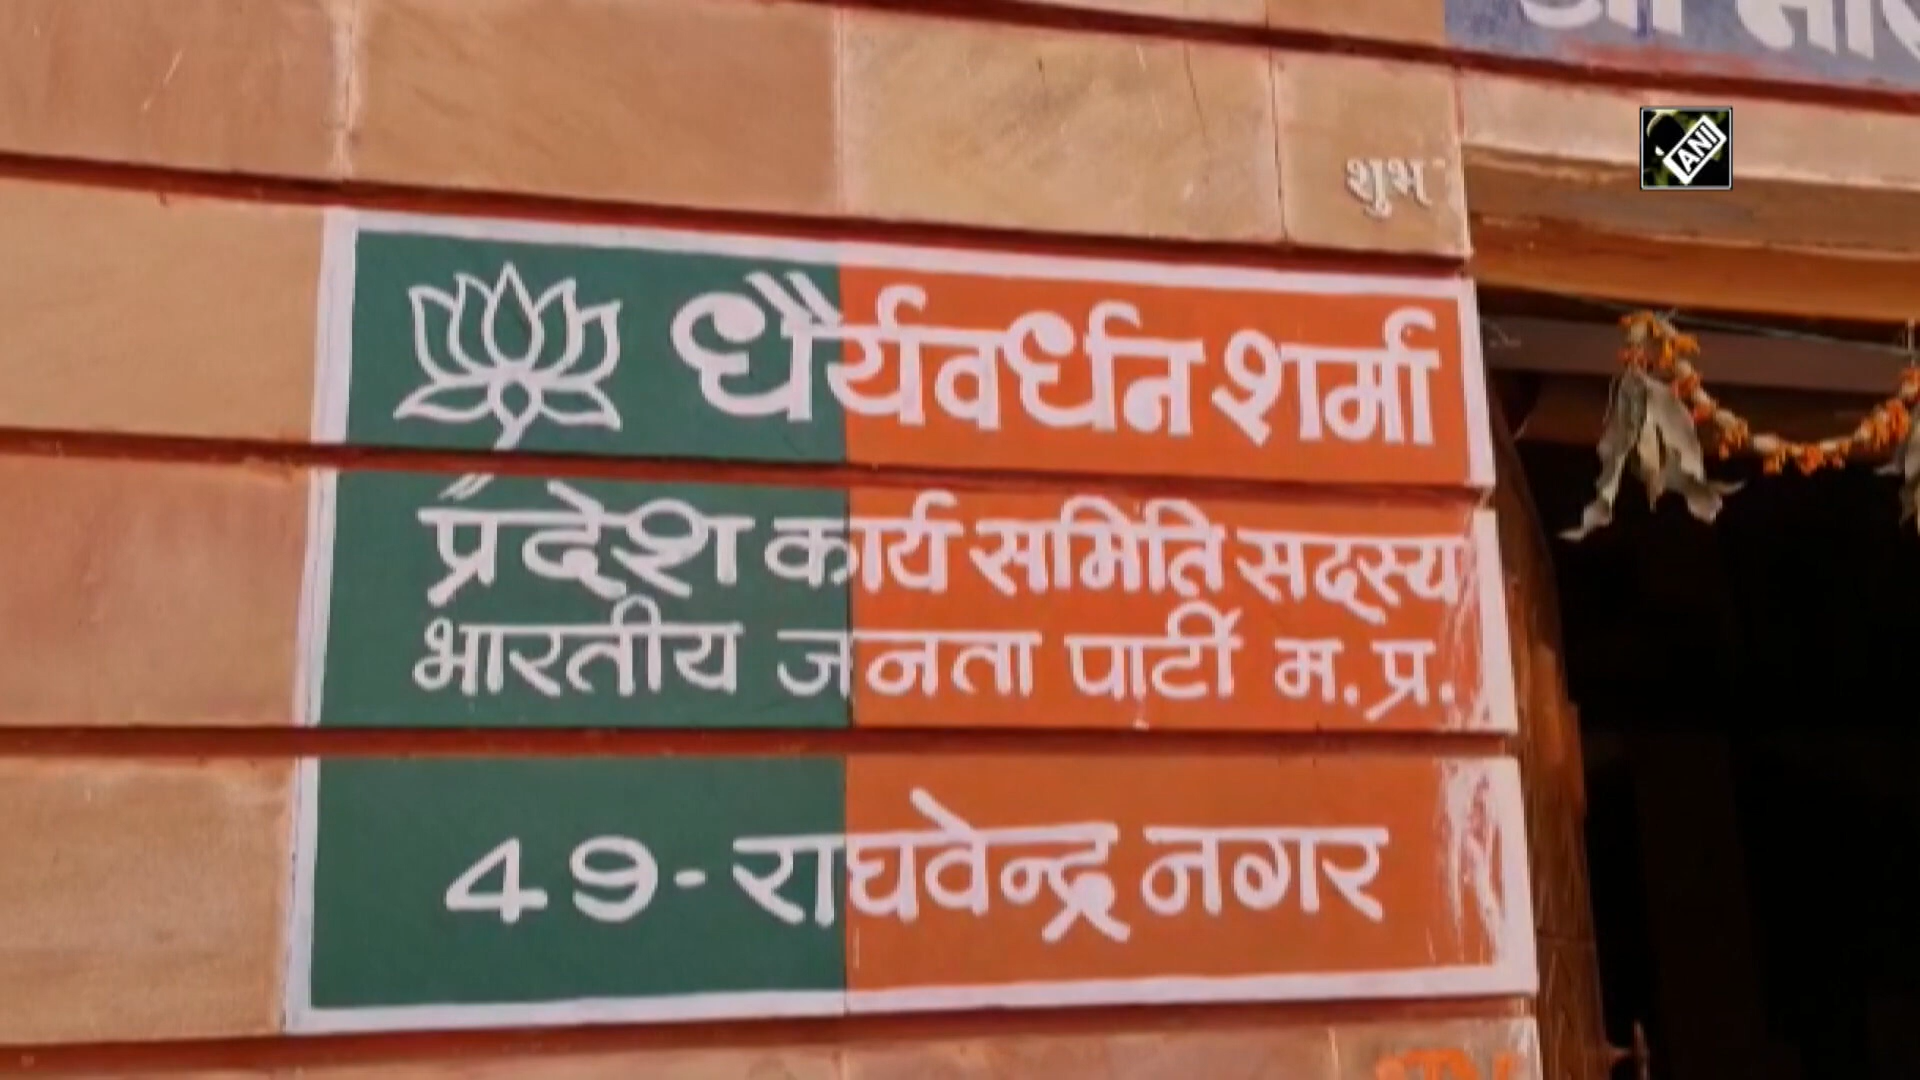 ANI
शुभ
धैर्यवर्धन शर्मा
प्रदेश कार्य समिति सदस्य
भारतीय जनता पार्टी म.प्र.
49-राघवेन्द्र नगर